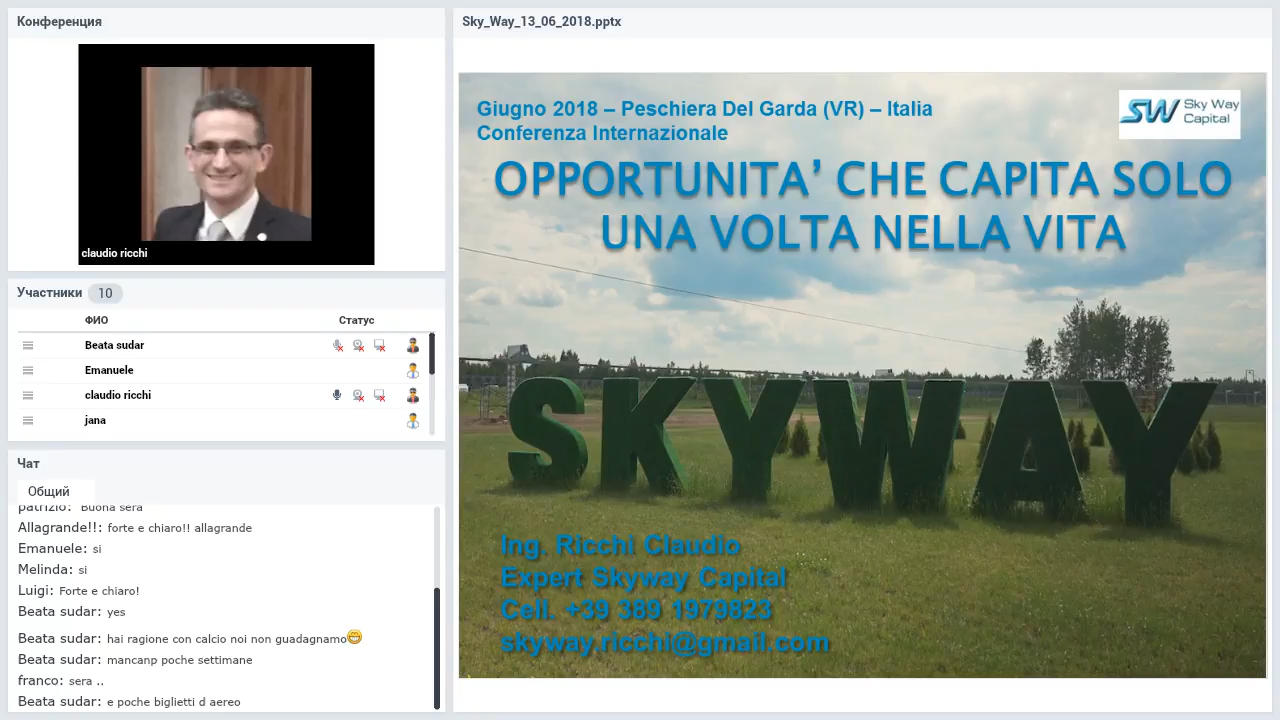 Конференция
claudio ricchi
Участники 10
ФИО Статус
Beata sudar
Emanuele
claudio ricchi
jana
Чат
Общий
patrizio: Buona sera
Allagrande!!: forte e chiaro!! allagrande
Emanuele: si
Melinda: si
Luigi: Forte e chiaro!
Beata sudar: yes
Beata sudar: hai ragione con calcio noi non guadagnamo😁
Beata sudar: mancanp poche settimane
franco: sera ..
Beata sudar: e poche biglietti d aereo
Sky_Way_13_06_2018.pptx
Giugno 2018 – Peschiera Del Garda (VR) – Italia
Conferenza Internazionale
SW Sky Way
Capital
OPPORTUNITA’ CHE CAPITA SOLO
UNA VOLTA NELLA VITA
SKYWAY
Ing. Ricchi Claudio
Expert Skyway Capital
Cell. +39 389 1979823
skyway.ricchi@gmail.com